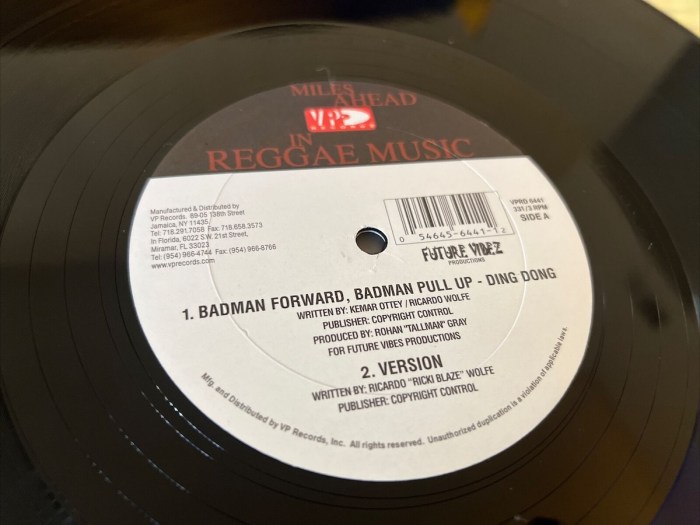 MILES
AHEAD
VP
RECORDS
IN
REGGAE MUSIC
Manufactured & Distributed by
VP Records. 89-05 138th Street
Jamaica, NY 11435/
Tel: 718.291.7058 Fax: 718.658.3573
In Florida, 6022 S.W. 21st Street,
Miramar, FL 33023
Tel:(954) 966-4744 Fax: (954) 966-8766
www.vprecords.com
VPRD 6441
331/3 RPM
SIDE A
0 54645-6441-1 2
FUTURE VIBEZ
PRODUCTIONS
1. BADMAN FORWARD, BADMAN PULL UP - DING DONG
WRITTEN BY: KEMAR OTTEY / RICARDO WOLFE
PUBLISHER: COPYRIGHT CONTROL
PRODUCED BY: ROHAN "TALLMAN" GRAY
FOR FUTURE VIBES PRODUCTIONS
2. VERSION
WRITTEN BY: RICARDO "RICKI BLAZE" WOLFE
PUBLISHER: COPYRIGHT CONTROL
Mfg. and Distributed by VP Records, Inc. All rights reserved. Unauthorized duplication is a violation of applicable laws.